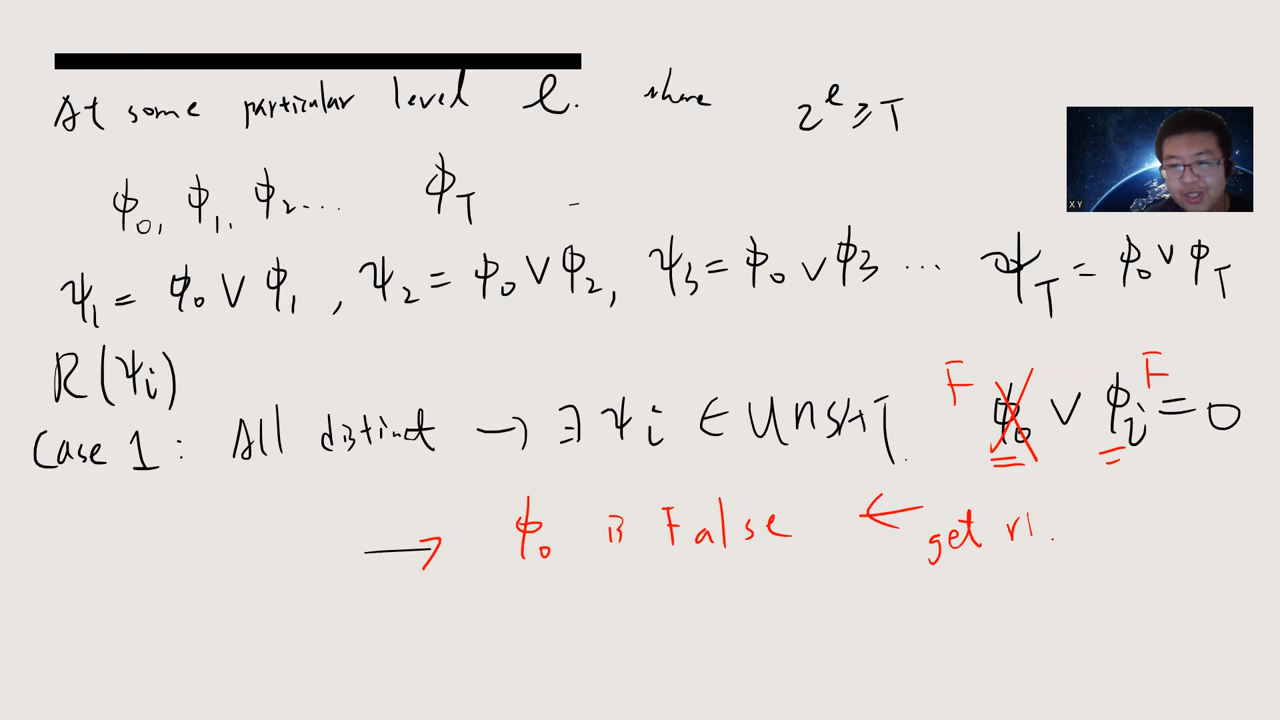 At some particular level ℓ. where 2^ℓ ≥ T
ϕ₀, ϕ₁, ϕ₂... ϕ_T
ψ₁ = ϕ₀ ∨ ϕ₁, ψ₂ = ϕ₀ ∨ ϕ₂, ψ₃ = ϕ₀ ∨ ϕ₃ ... ψ_T = ϕ₀ ∨ ϕ_T
R(ψᵢ)
F F
Case 1: All distinct → ∃ ψᵢ ∈ UnSAT. ϕ₀ ∨ ϕᵢ = 0
→ ϕ₀ is False ← get ri
X Y